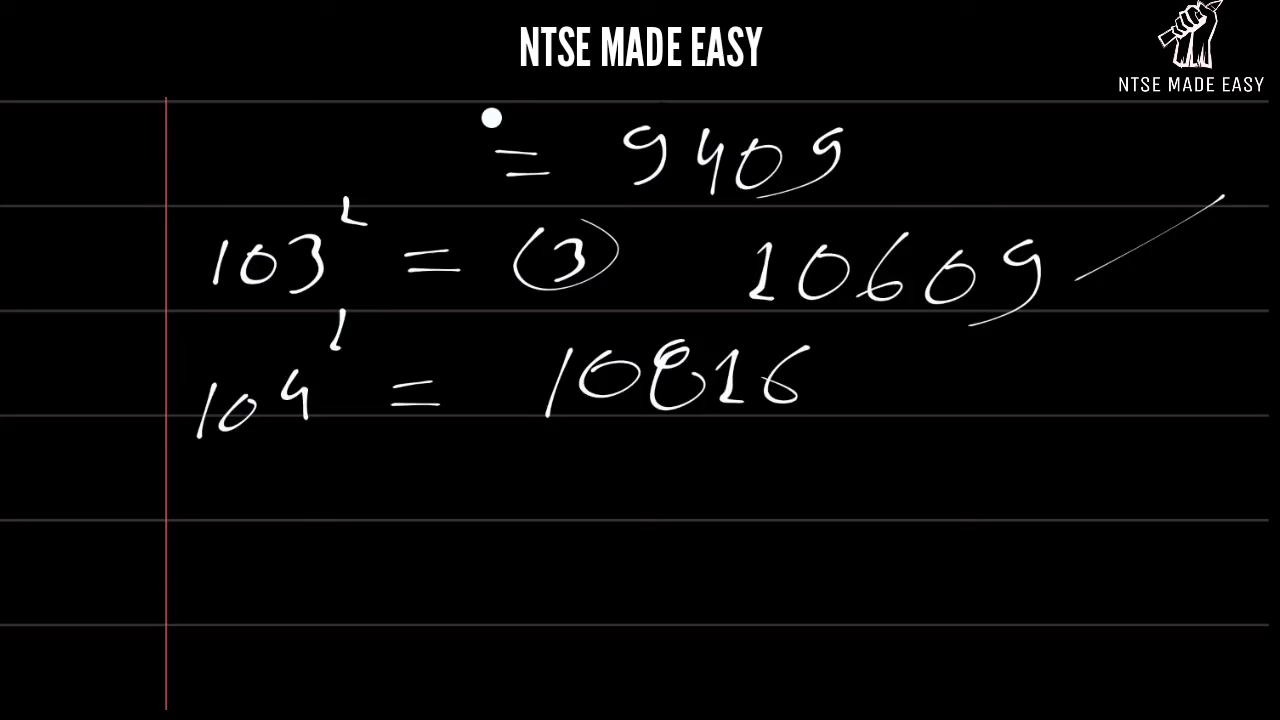 NTSE MADE EASY
NTSE MADE EASY
= 9409
103² = (3) 10609
104² = 10816